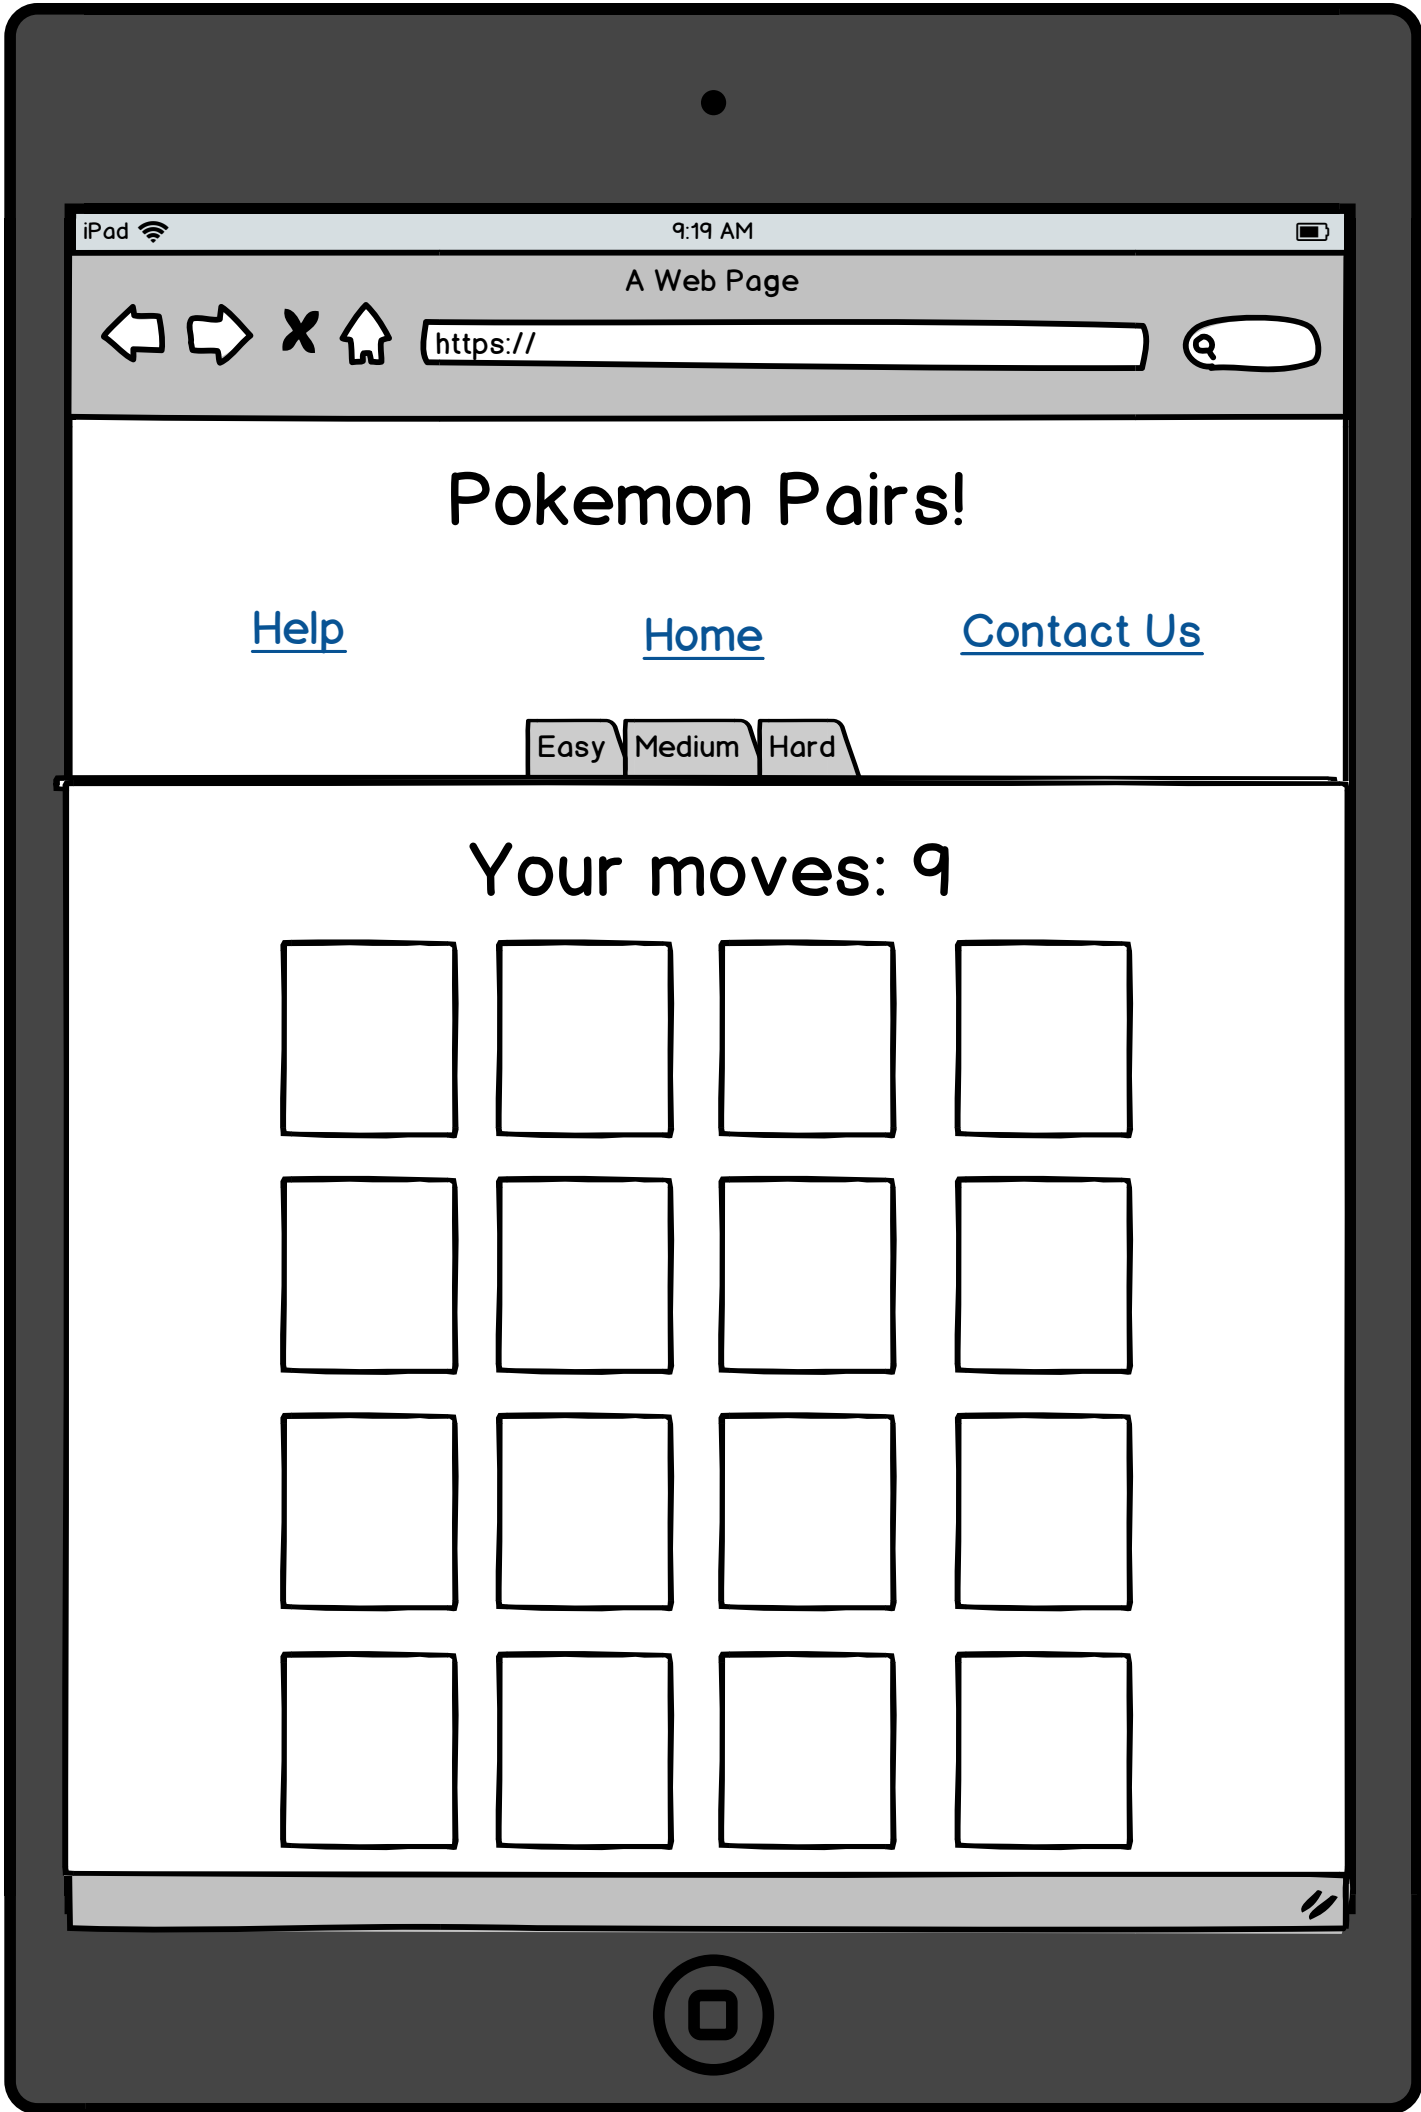 iPad 9:19 AM
A Web Page
https://
Pokemon Pairs!
Help Home Contact Us
Easy Medium Hard
Your moves: 9